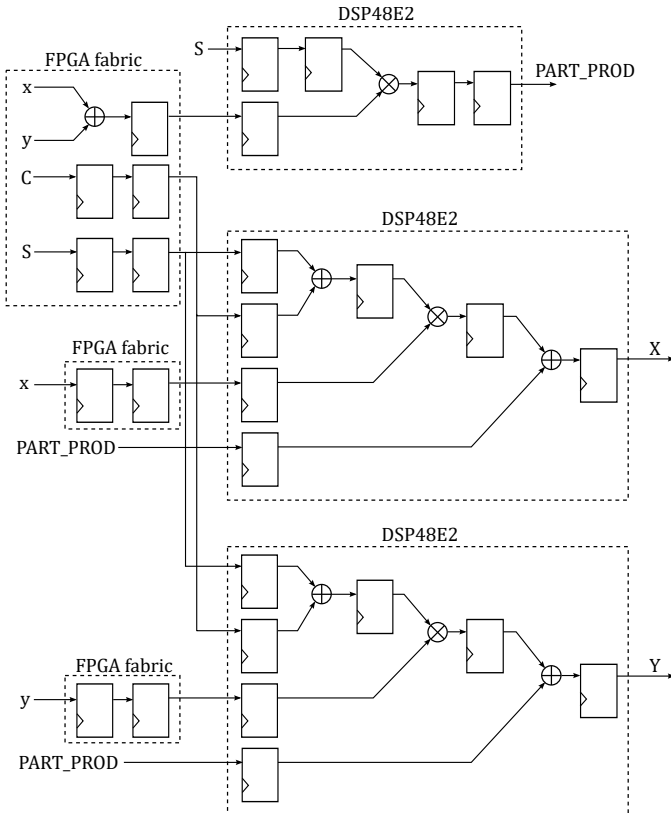 DSP48E2
S
FPGA fabric
PART_PROD
x
y
C
S
DSP48E2
FPGA fabric
X
x
PART_PROD
DSP48E2
FPGA fabric
Y
y
PART_PROD